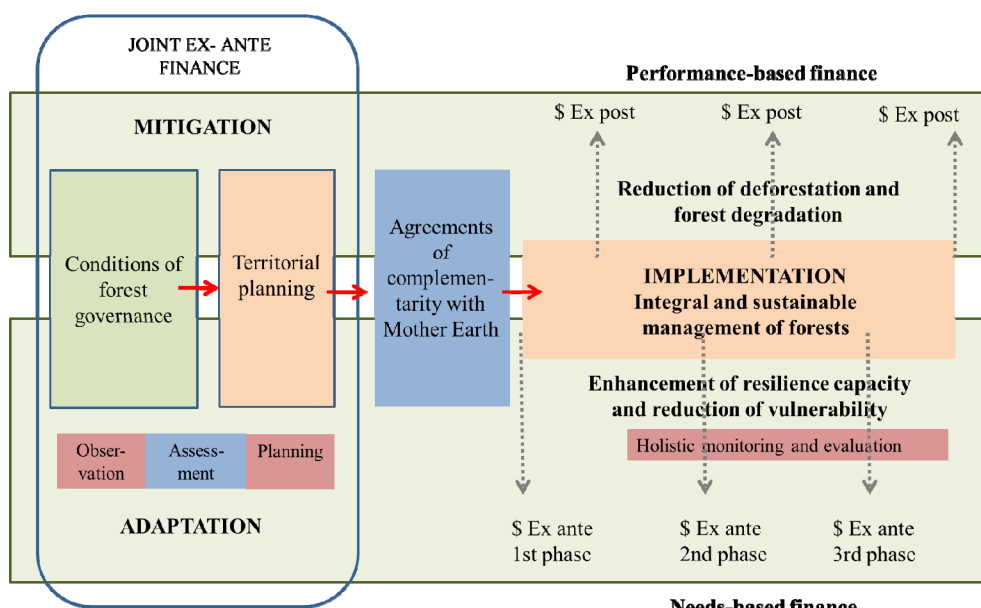 JOINT EX- ANTE
FINANCE
Performance-based finance
$ Ex post
$ Ex post
$ Ex post
MITIGATION
Reduction of deforestation and
forest degradation
Conditions of
forest
governance
Territorial
planning
Agreements
of
complemen-
tarity with
Mother Earth
IMPLEMENTATION
Integral and sustainable
management of forests
Enhancement of resilience capacity
and reduction of vulnerability
Holistic monitoring and evaluation
Obser-
vation
Assess-
ment
Planning
ADAPTATION
$ Ex ante
1st phase
$ Ex ante
2nd phase
$ Ex ante
3rd phase
Needs-based finance